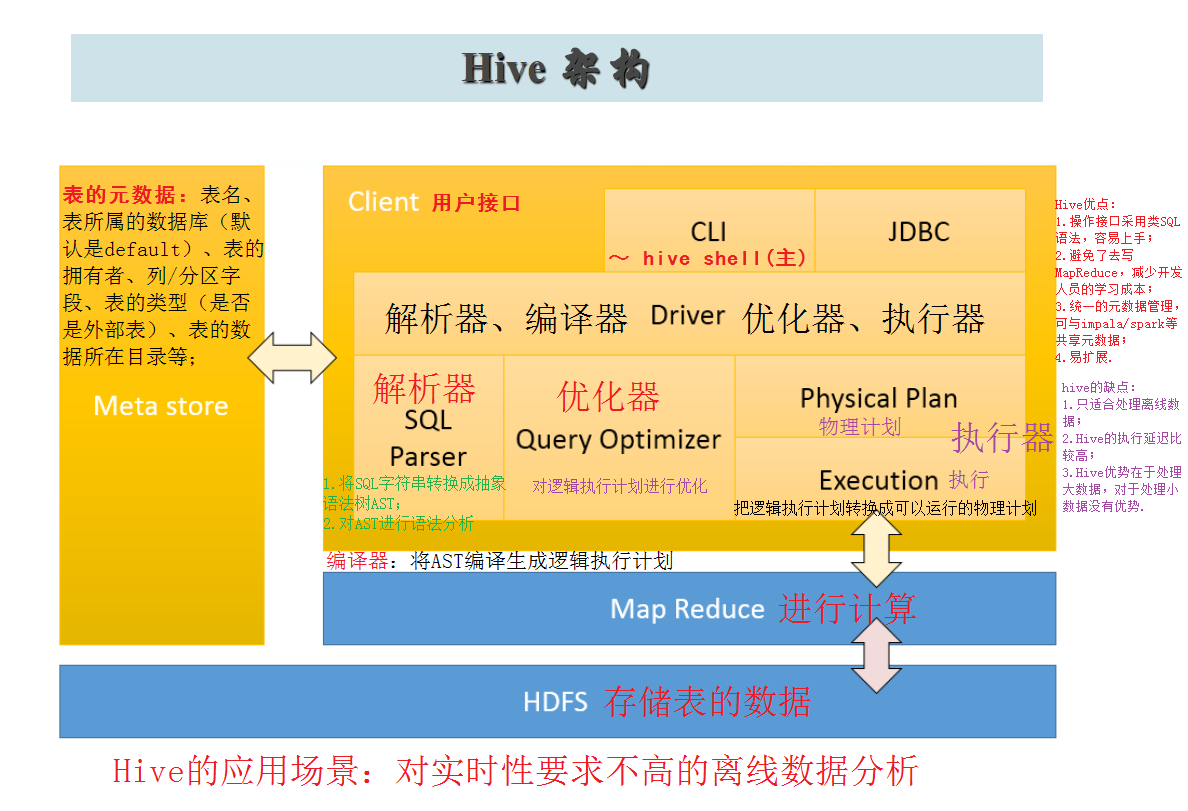 Hive 架构
表的元数据：表名、
表所属的数据库（默
认是default）、表的
拥有者、列/分区字
段、表的类型（是否
是外部表）、表的数
据所在目录等；
Meta store
Client 用户接口
CLI
～ hive shell(主)
JDBC
解析器、编译器 Driver 优化器、执行器
解析器
SQL
Parser
1.将SQL字符串转换成抽象
语法树AST；
2.对AST进行语法分析
优化器
Query Optimizer
对逻辑执行计划进行优化
Physical Plan
物理计划
执行器
Execution 执行
把逻辑执行计划转换成可以运行的物理计划
编译器：将AST编译生成逻辑执行计划
Map Reduce 进行计算
HDFS 存储表的数据
Hive优点：
1.操作接口采用类SQL
语法，容易上手；
2.避免了去写
MapReduce，减少开发
人员的学习成本；
3.统一的元数据管理，
可与impala/spark等
共享元数据；
4.易扩展.
hive的缺点：
1.只适合处理离线数
据；
2.Hive的执行延迟比
较高；
3.Hive优势在于处理
大数据，对于处理小
数据没有优势.
Hive的应用场景：对实时性要求不高的离线数据分析